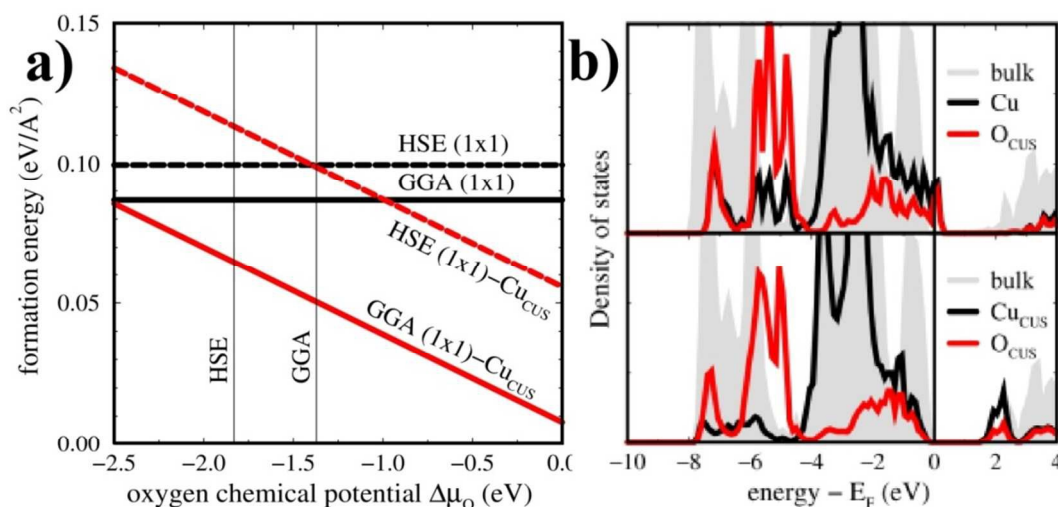 a)
0.15
0.10
0.05
0.00
formation energy (eV/A²)
HSE (1x1)
GGA (1x1)
HSE (1x1)–Cu_CUS
GGA (1x1)–Cu_CUS
HSE
GGA
−2.5 −2.0 −1.5 −1.0 −0.5
oxygen chemical potential Δμ_O (eV)
b)
Density of states
bulk
Cu
O_CUS
bulk
Cu_CUS
O_CUS
−10 −8 −6 −4 −2 0 2 4
energy – E_F (eV)